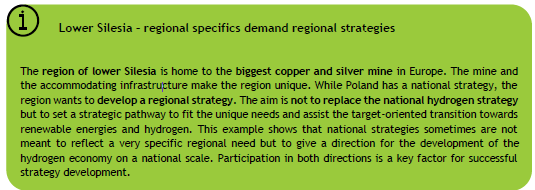 i
Lower Silesia – regional specifics demand regional strategies
The region of lower Silesia is home to the biggest copper and silver mine in Europe. The mine and
the accommodating infrastructure make the region unique. While Poland has a national strategy, the
region wants to develop a regional strategy. The aim is not to replace the national hydrogen strategy
but to set a strategic pathway to fit the unique needs and assist the target-oriented transition towards
renewable energies and hydrogen. This example shows that national strategies sometimes are not
meant to reflect a very specific regional need but to give a direction for the development of the
hydrogen economy on a national scale. Participation in both directions is a key factor for successful
strategy development.